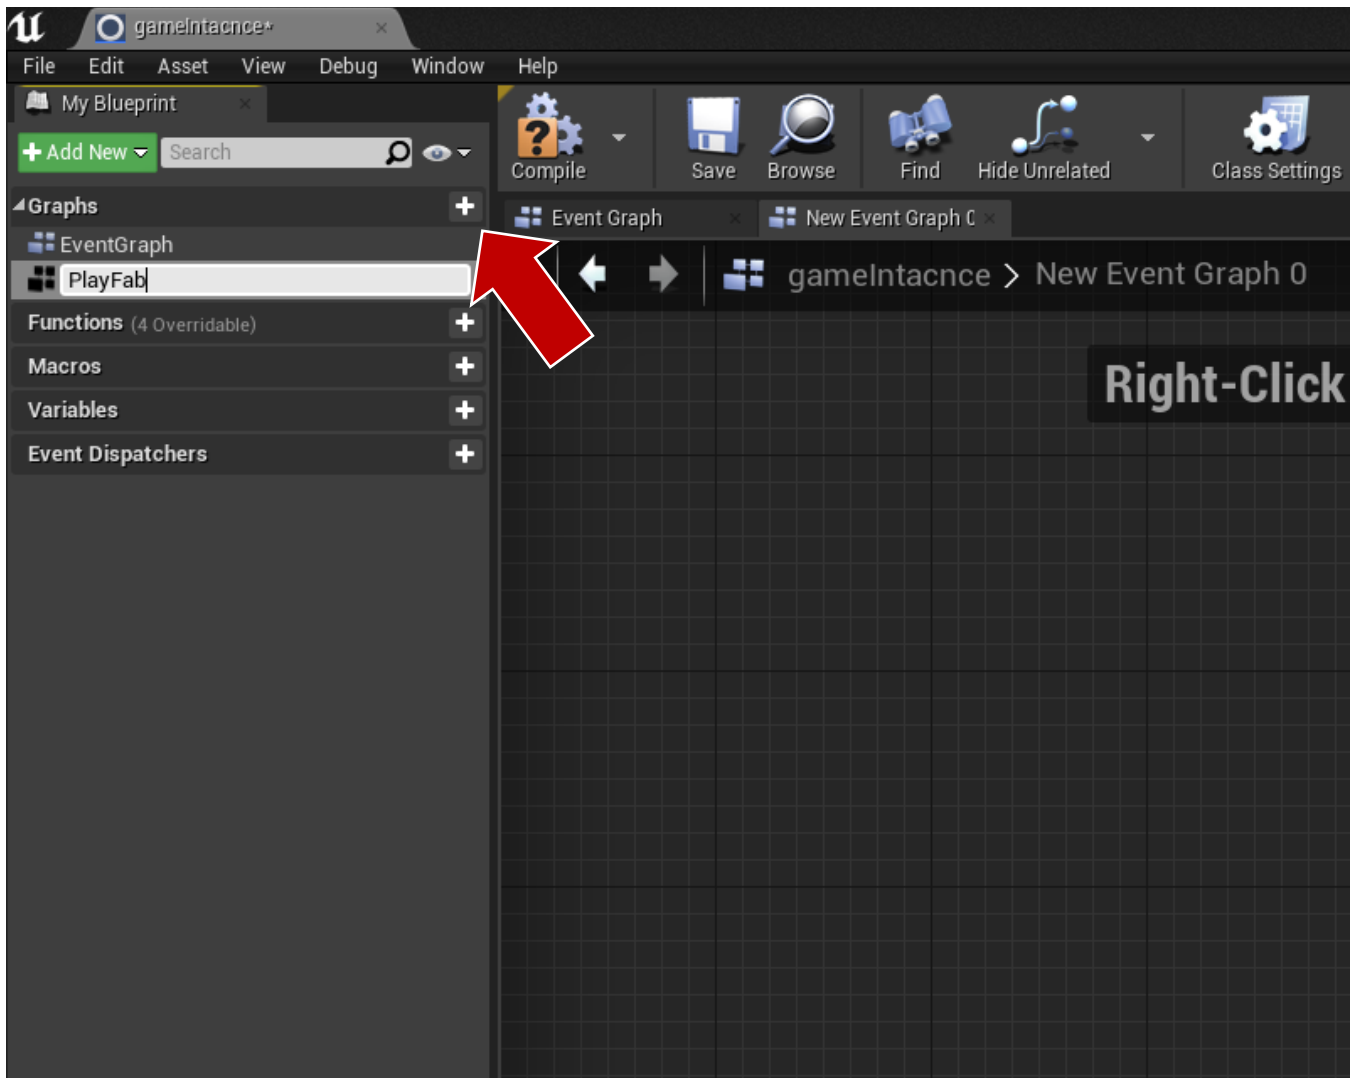 gameIntacnce*
File Edit Asset View Debug Window Help
My Blueprint
Add New Search
Compile Save Browse Find Hide Unrelated Class Settings
Graphs
Event Graph New Event Graph 0
EventGraph
PlayFab
gameIntacnce > New Event Graph 0
Functions (4 Overridable)
Macros
Right-Click
Variables
Event Dispatchers